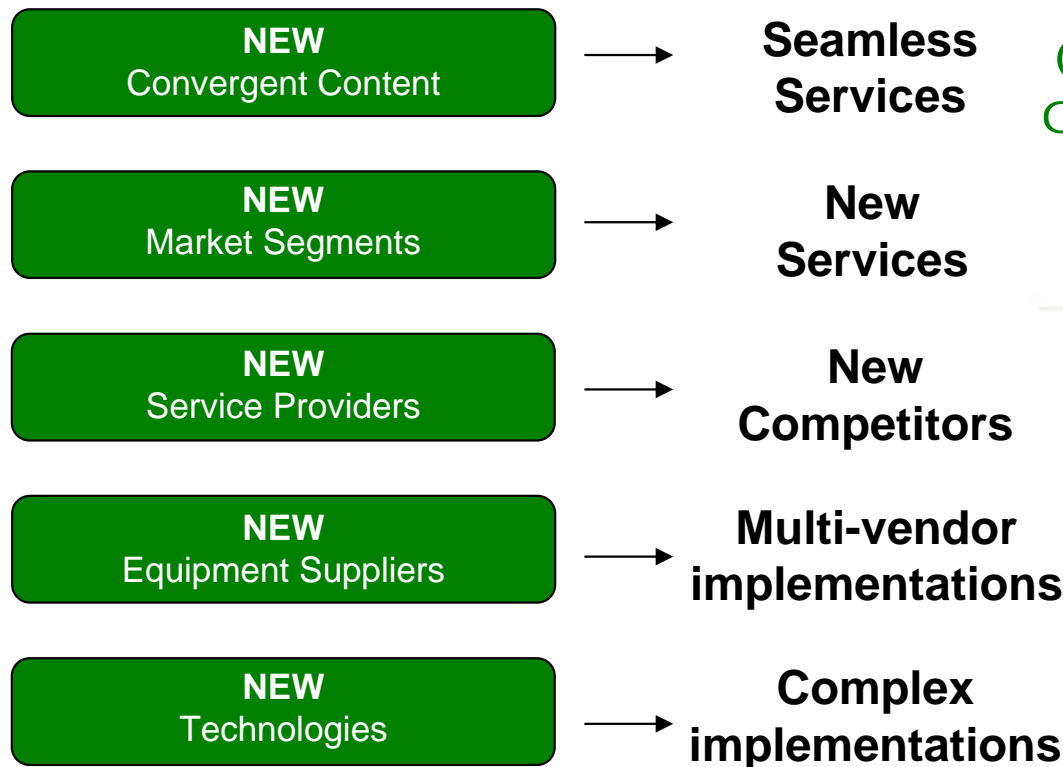 NEW
Convergent Content
Seamless
Services
NEW
Market Segments
New
Services
NEW
Service Providers
New
Competitors
NEW
Equipment Suppliers
Multi-vendor
implementations
NEW
Technologies
Complex
implementations